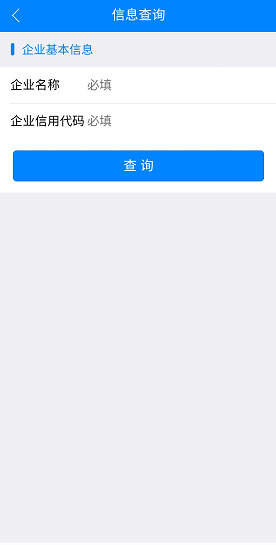 信息查询
企业基本信息
企业名称 必填
企业信用代码 必填
查 询